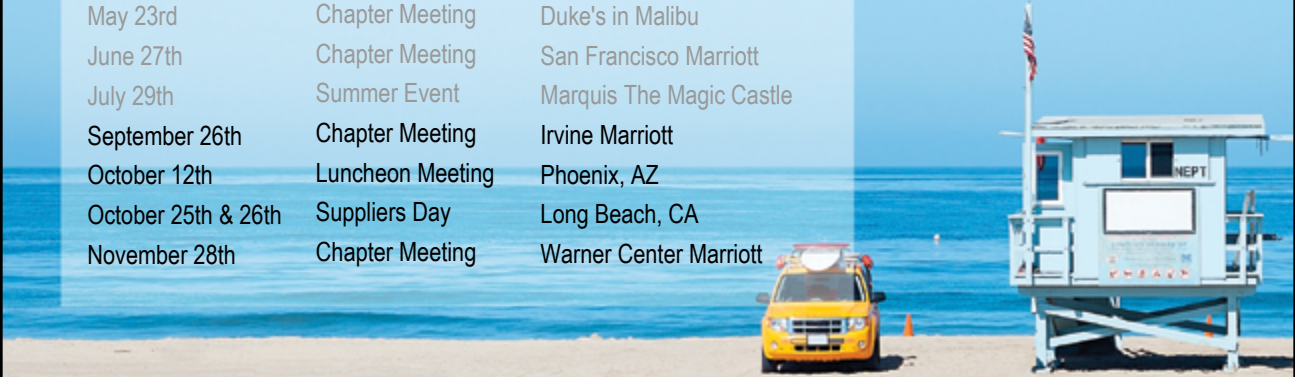 May 23rd Chapter Meeting Duke's in Malibu
June 27th Chapter Meeting San Francisco Marriott
July 29th Summer Event Marquis The Magic Castle
September 26th Chapter Meeting Irvine Marriott
October 12th Luncheon Meeting Phoenix, AZ
October 25th & 26th Suppliers Day Long Beach, CA
November 28th Chapter Meeting Warner Center Marriott
NEPT